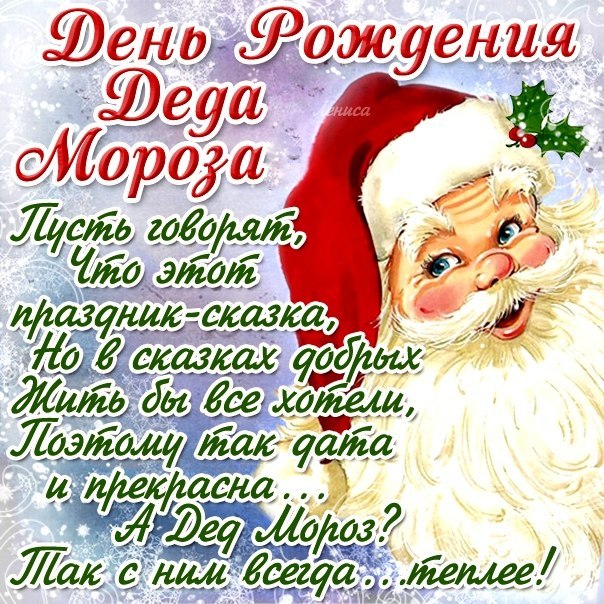 День Рождения
Деда
Мороза
Пусть говорят,
Что этот
праздник-сказка,
Но в сказках добрых
Жить бы все хотели,
Поэтому так дата
и прекрасна...
А Дед Мороз?
Так с ним всегда...теплее!